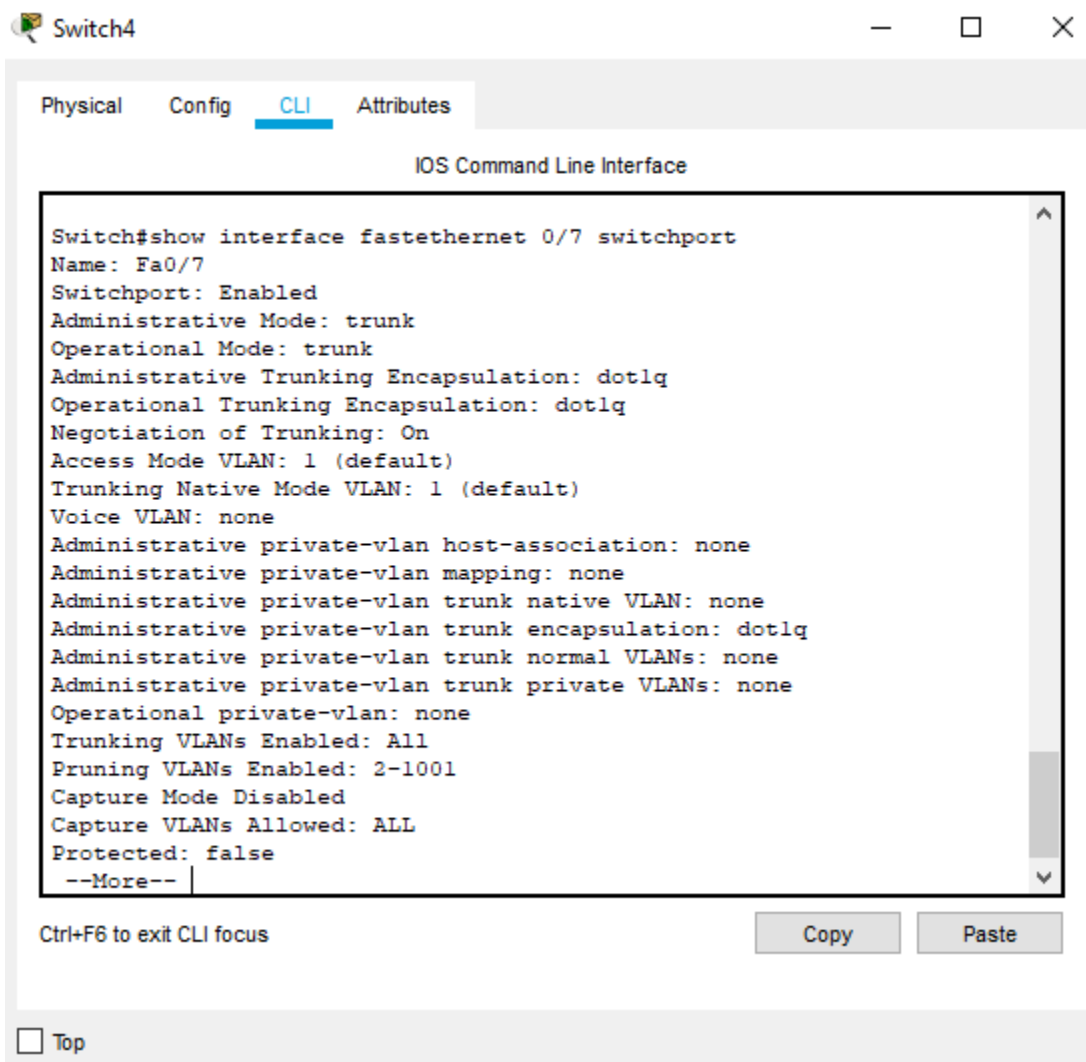 Switch4
Physical Config CLI Attributes
IOS Command Line Interface
Switch#show interface fastethernet 0/7 switchport
Name: Fa0/7
Switchport: Enabled
Administrative Mode: trunk
Operational Mode: trunk
Administrative Trunking Encapsulation: dot1q
Operational Trunking Encapsulation: dot1q
Negotiation of Trunking: On
Access Mode VLAN: 1 (default)
Trunking Native Mode VLAN: 1 (default)
Voice VLAN: none
Administrative private-vlan host-association: none
Administrative private-vlan mapping: none
Administrative private-vlan trunk native VLAN: none
Administrative private-vlan trunk encapsulation: dot1q
Administrative private-vlan trunk normal VLANs: none
Administrative private-vlan trunk private VLANs: none
Operational private-vlan: none
Trunking VLANs Enabled: All
Pruning VLANs Enabled: 2-1001
Capture Mode Disabled
Capture VLANs Allowed: ALL
Protected: false
--More--
Ctrl+F6 to exit CLI focus
Copy Paste
Top